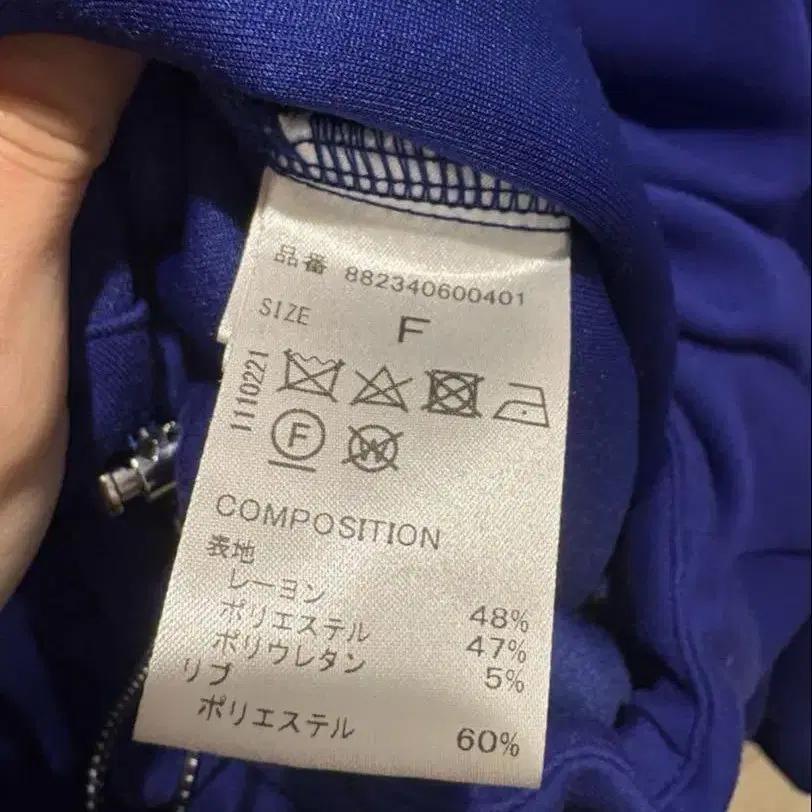 品番 882340600401
SIZE F
1110221
F
W
COMPOSITION
表地
レーヨン 48%
ポリエステル 47%
ポリウレタン 5%
リブ
ポリエステル 60%